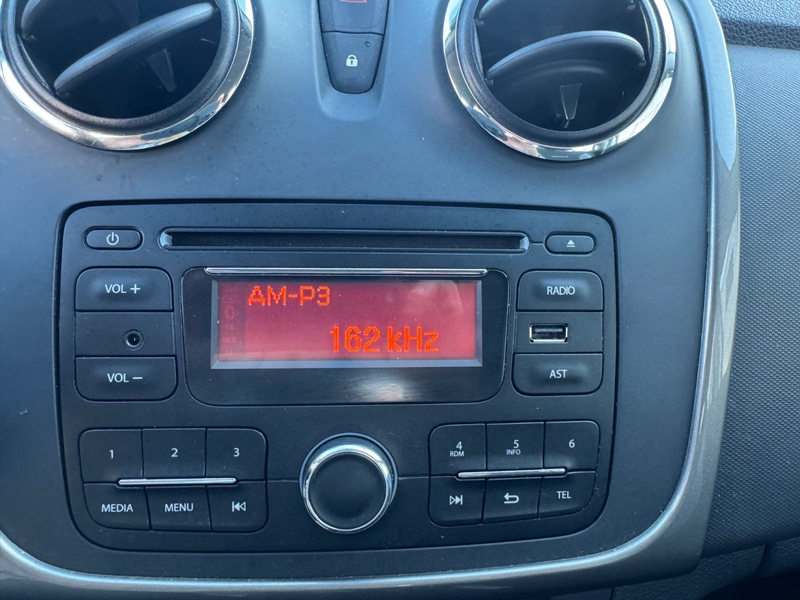 VOL +
AM-P3
162 kHz
RADIO
VOL −
AST
1 2 3
4 RDM 5 INFO 6
MEDIA MENU
TEL